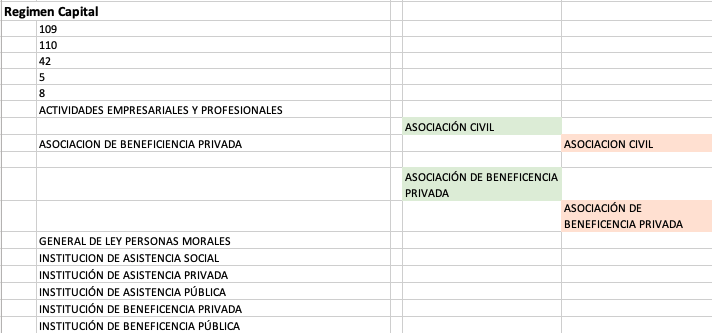 Regimen Capital
109
110
42
5
8
ACTIVIDADES EMPRESARIALES Y PROFESIONALES
ASOCIACIÓN CIVIL
ASOCIACION DE BENEFICIENCIA PRIVADA
ASOCIACION CIVIL
ASOCIACIÓN DE BENEFICENCIA
PRIVADA
ASOCIACIÓN DE
BENEFICENCIA PRIVADA
GENERAL DE LEY PERSONAS MORALES
INSTITUCION DE ASISTENCIA SOCIAL
INSTITUCIÓN DE ASISTENCIA PRIVADA
INSTITUCIÓN DE ASISTENCIA PÚBLICA
INSTITUCIÓN DE BENEFICENCIA PRIVADA
INSTITUCIÓN DE BENEFICENCIA PÚBLICA